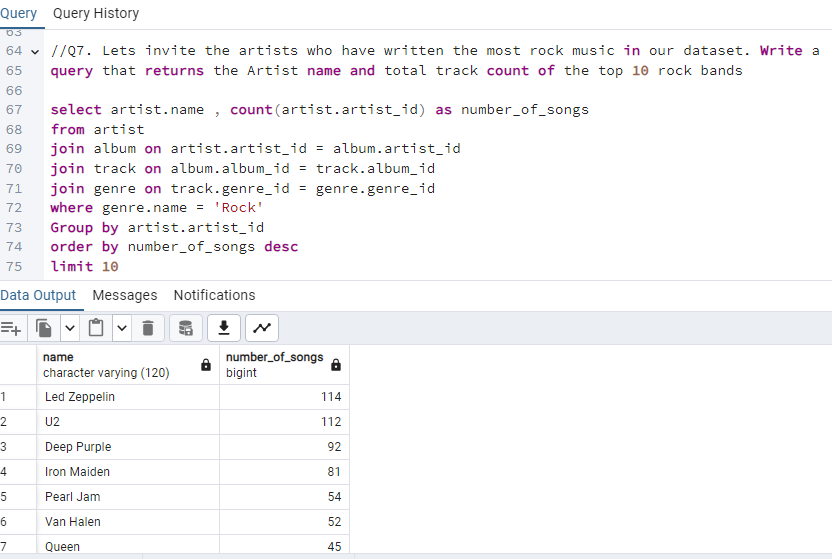 Query Query History
63
64 //Q7. Lets invite the artists who have written the most rock music in our dataset. Write a
65 query that returns the Artist name and total track count of the top 10 rock bands
66
67 select artist.name , count(artist.artist_id) as number_of_songs
68 from artist
69 join album on artist.artist_id = album.artist_id
70 join track on album.album_id = track.album_id
71 join genre on track.genre_id = genre.genre_id
72 where genre.name = 'Rock'
73 Group by artist.artist_id
74 order by number_of_songs desc
75 limit 10
Data Output Messages Notifications
name number_of_songs
character varying (120) bigint
1 Led Zeppelin 114
2 U2 112
3 Deep Purple 92
4 Iron Maiden 81
5 Pearl Jam 54
6 Van Halen 52
7 Queen 45